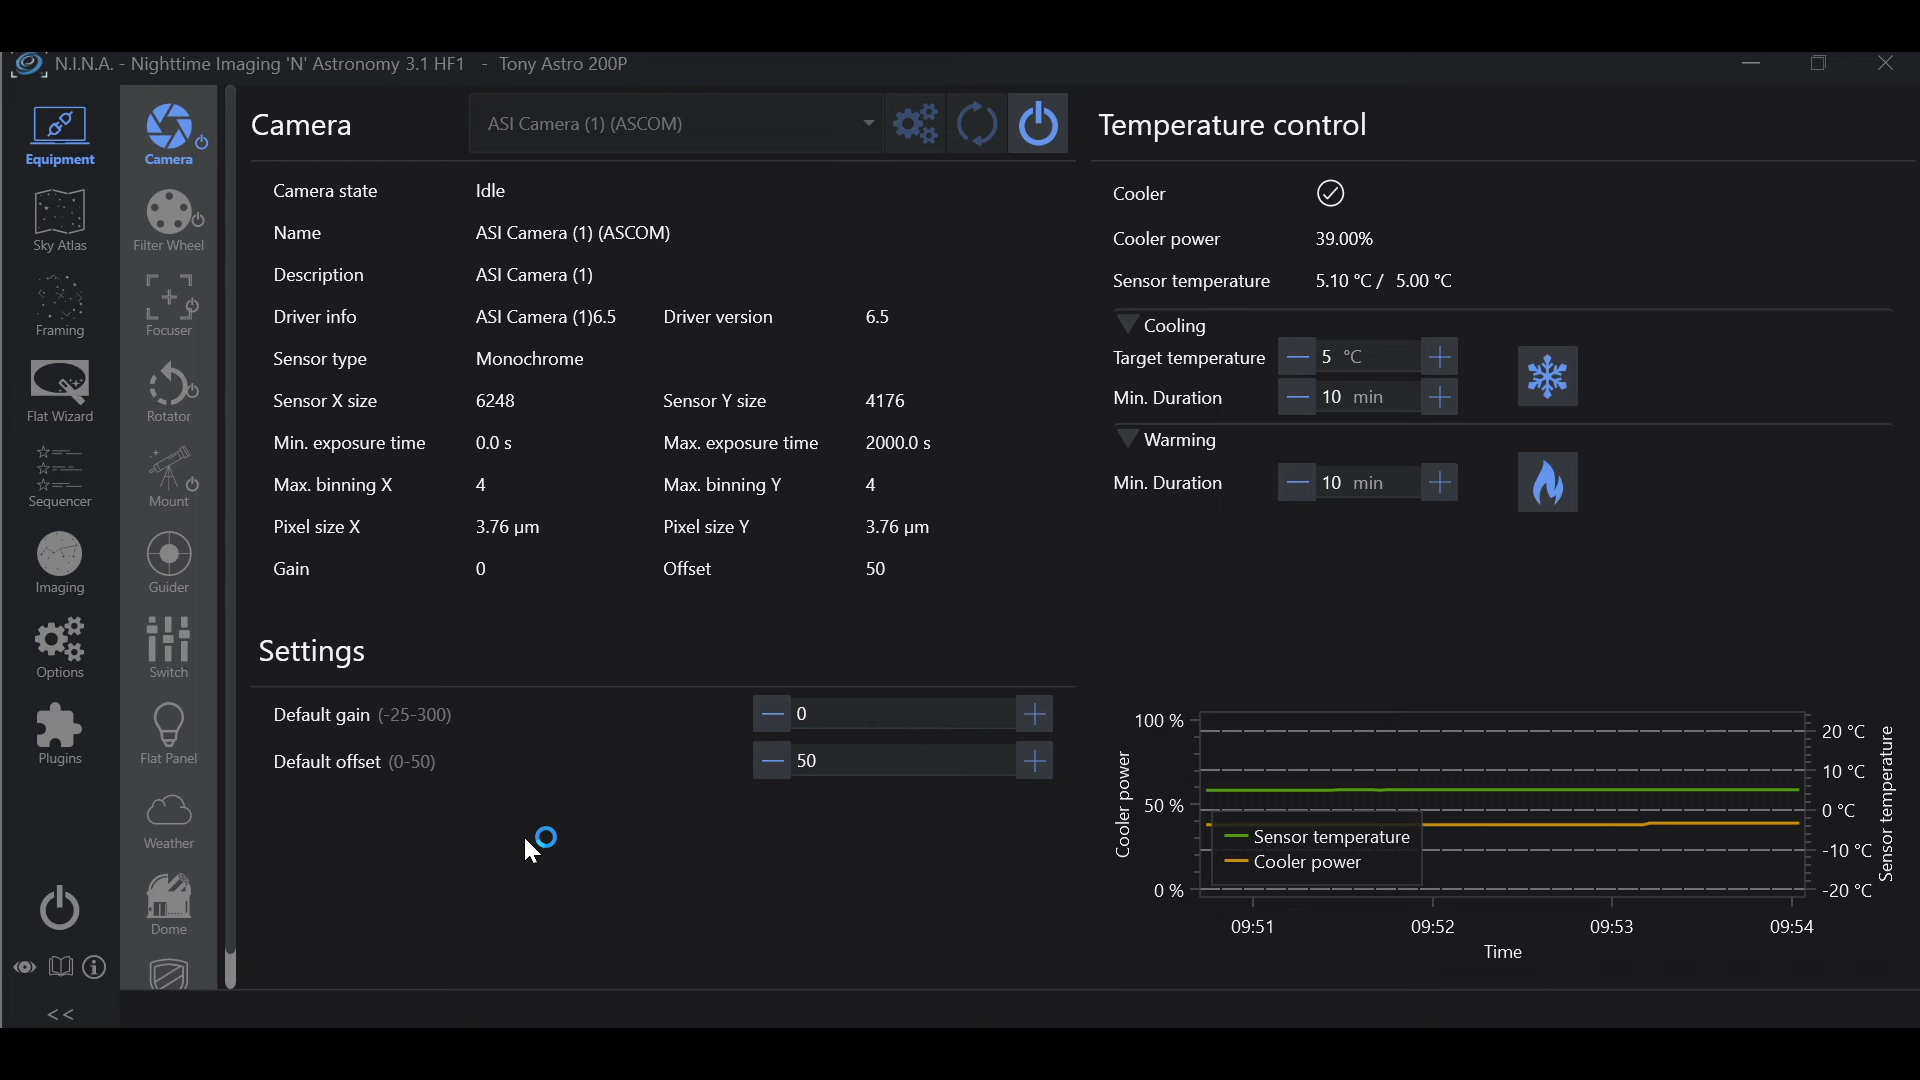 N.I.N.A. - Nighttime Imaging 'N' Astronomy 3.1 HF1 - Tony Astro 200P
Equipment
Sky Atlas
Framing
Flat Wizard
Sequencer
Imaging
Options
Plugins
<<
Camera
Filter Wheel
Focuser
Rotator
Mount
Guider
Switch
Flat Panel
Weather
Dome
Camera ASI Camera (1) (ASCOM)
Camera state Idle
Name ASI Camera (1) (ASCOM)
Description ASI Camera (1)
Driver info ASI Camera (1)6.5 Driver version 6.5
Sensor type Monochrome
Sensor X size 6248 Sensor Y size 4176
Min. exposure time 0.0 s Max. exposure time 2000.0 s
Max. binning X 4 Max. binning Y 4
Pixel size X 3.76 µm Pixel size Y 3.76 µm
Gain 0 Offset 50
Settings
Default gain (-25-300) 0
Default offset (0-50) 50
Temperature control
Cooler
Cooler power 39.00%
Sensor temperature 5.10 °C / 5.00 °C
Cooling
Target temperature 5 °C
Min. Duration 10 min
Warming
Min. Duration 10 min
100 %
50 %
0 %
Cooler power
Sensor temperature
Cooler power
20 °C
10 °C
0 °C
-10 °C
-20 °C
Sensor temperature
09:51 09:52 09:53 09:54
Time